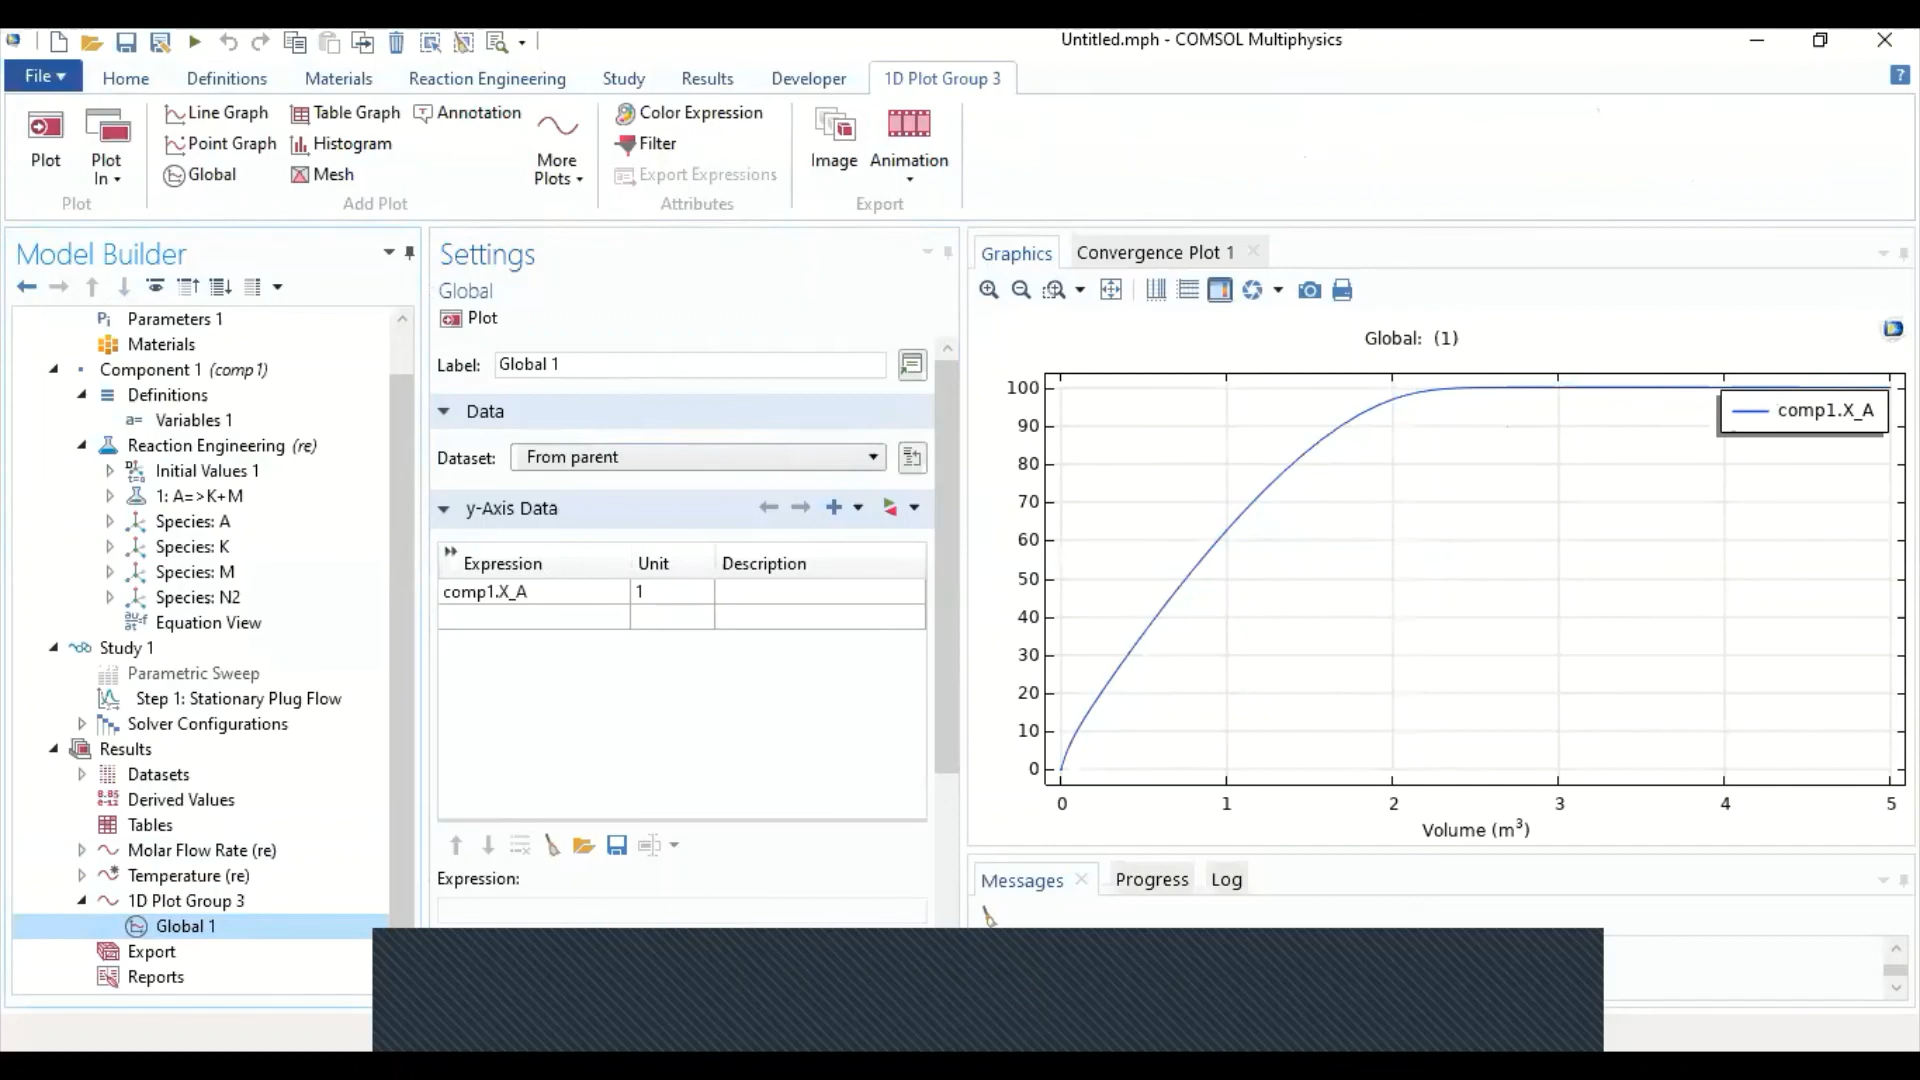 Untitled.mph - COMSOL Multiphysics
File Home Definitions Materials Reaction Engineering Study Results Developer 1D Plot Group 3
Line Graph Table Graph Annotation Color Expression
Point Graph Histogram Filter
Plot Plot In More Plots Image Animation
Global Mesh Export Expressions
Plot Add Plot Attributes Export
Model Builder
Parameters 1
Materials
Component 1 (comp1)
Definitions
a= Variables 1
Reaction Engineering (re)
Initial Values 1
1: A=>K+M
Species: A
Species: K
Species: M
Species: N2
Equation View
Study 1
Parametric Sweep
Step 1: Stationary Plug Flow
Solver Configurations
Results
Datasets
Derived Values
Tables
Molar Flow Rate (re)
Temperature (re)
1D Plot Group 3
Global 1
Export
Reports
Settings
Global
Plot
Label: Global 1
Data
Dataset: From parent
y-Axis Data
Expression Unit Description
comp1.X_A 1
Expression:
Graphics Convergence Plot 1
Global: (1)
comp1.X_A
100
90
80
70
60
50
40
30
20
10
0
0 1 2 3 4 5
Volume (m³)
Messages Progress Log